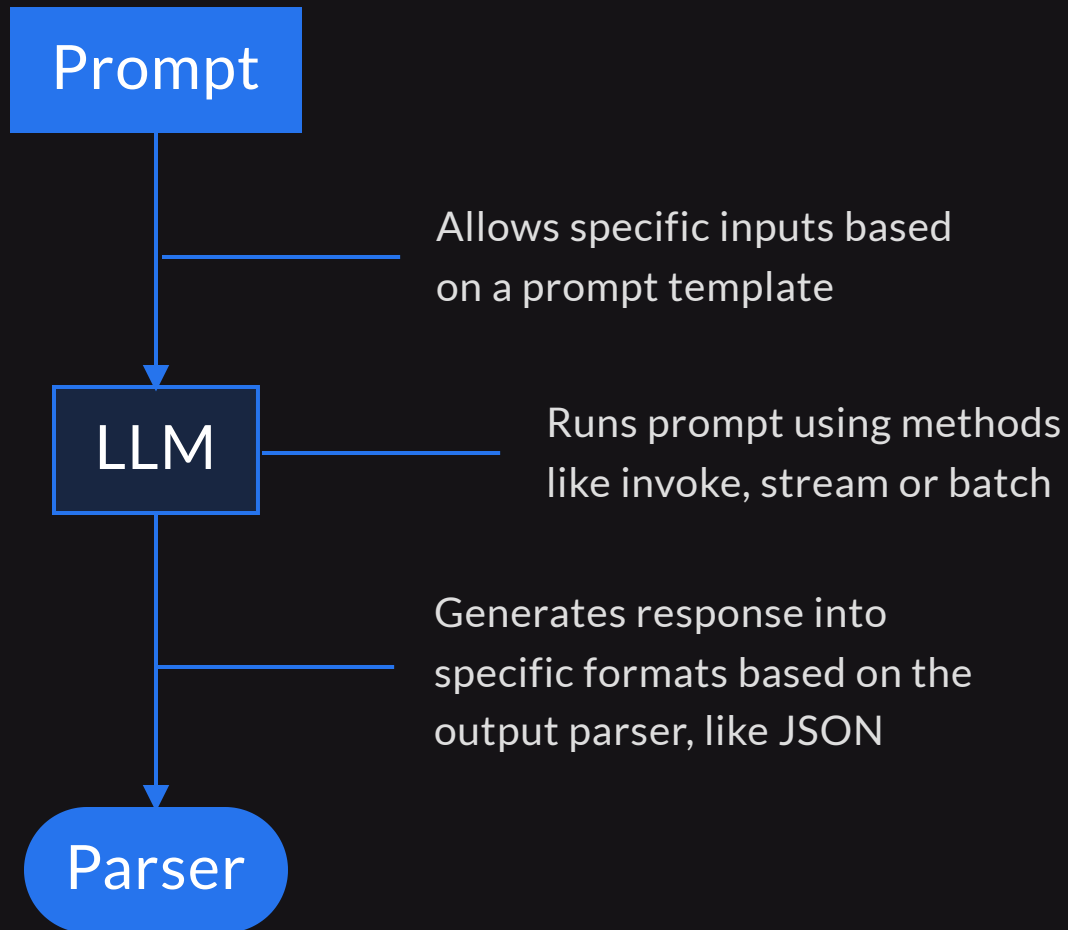 Prompt
Allows specific inputs based
on a prompt template
LLM
Runs prompt using methods
like invoke, stream or batch
Generates response into
specific formats based on the
output parser, like JSON
Parser